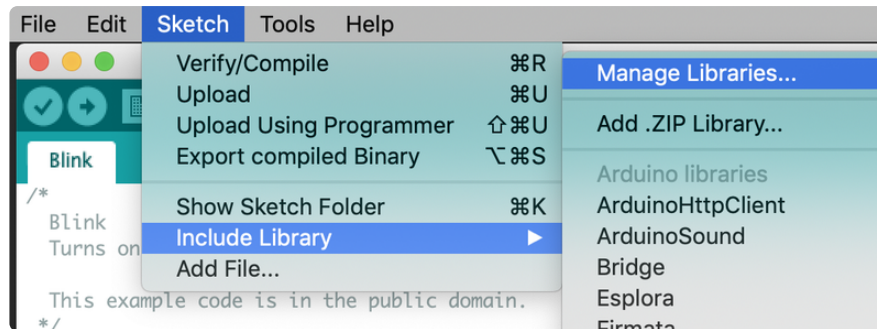 File Edit Sketch Tools Help
Verify/Compile ⌘R
Upload ⌘U
Upload Using Programmer ⇧⌘U
Export compiled Binary ⌥⌘S
Show Sketch Folder ⌘K
Include Library ▶
Add File...
Manage Libraries...
Add .ZIP Library...
Arduino libraries
ArduinoHttpClient
ArduinoSound
Bridge
Esplora
Firmata
Blink
/*
Blink
Turns on
This example code is in the public domain.
*/